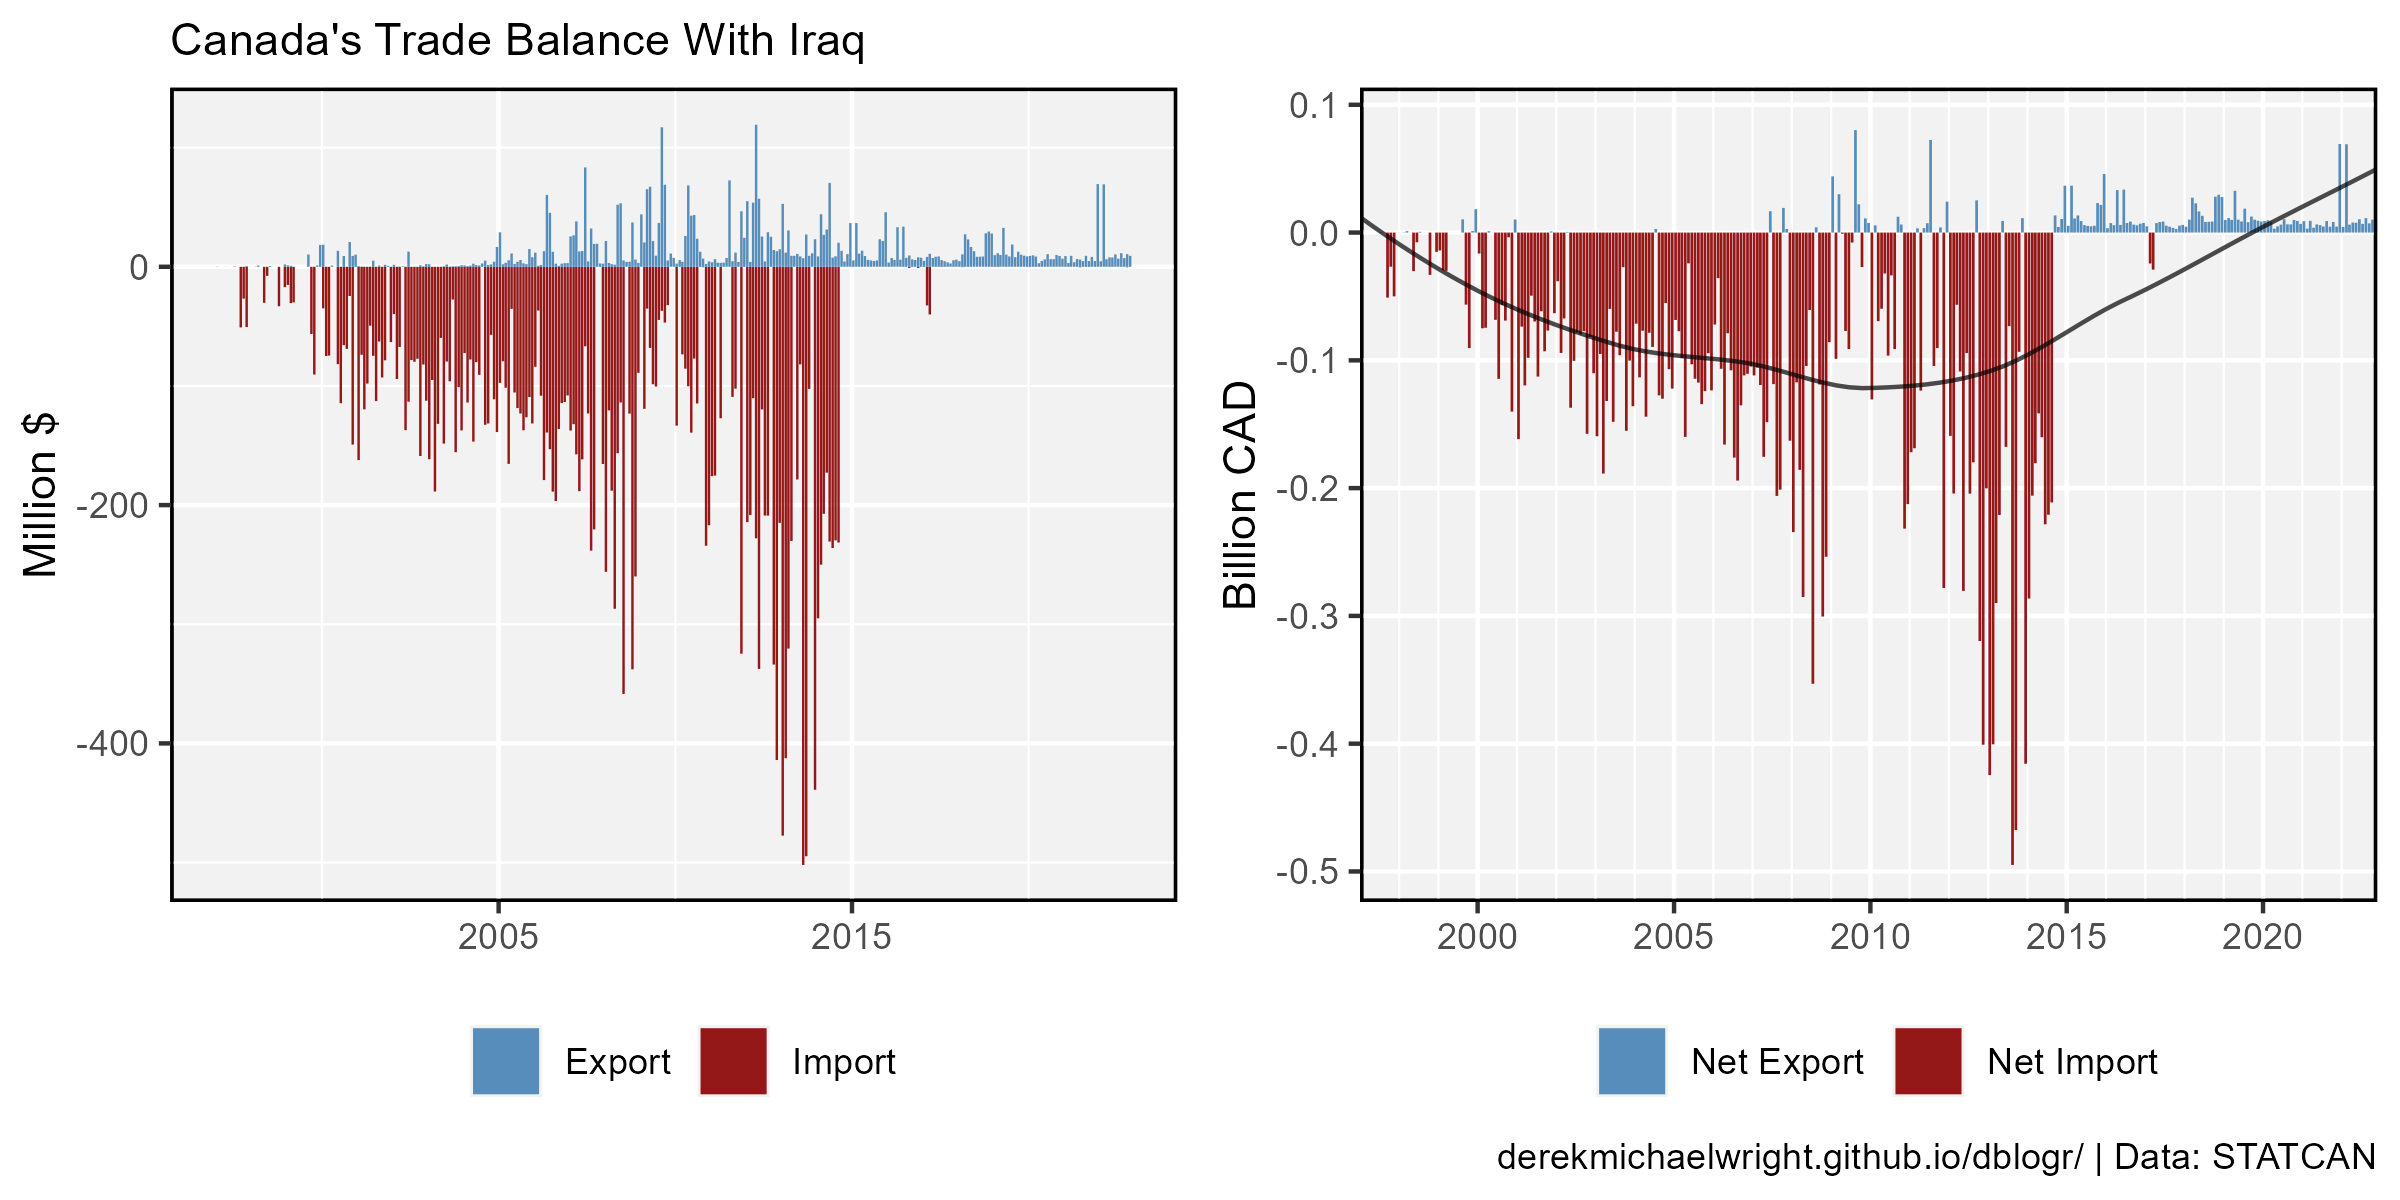 Canada's Trade Balance With Iraq
Million $
0
-200
-400
2005
2015
Export
Import
Billion CAD
0.1
0.0
-0.1
-0.2
-0.3
-0.4
-0.5
2000
2005
2010
2015
2020
Net Export
Net Import
derekmichaelwright.github.io/dblogr/ | Data: STATCAN